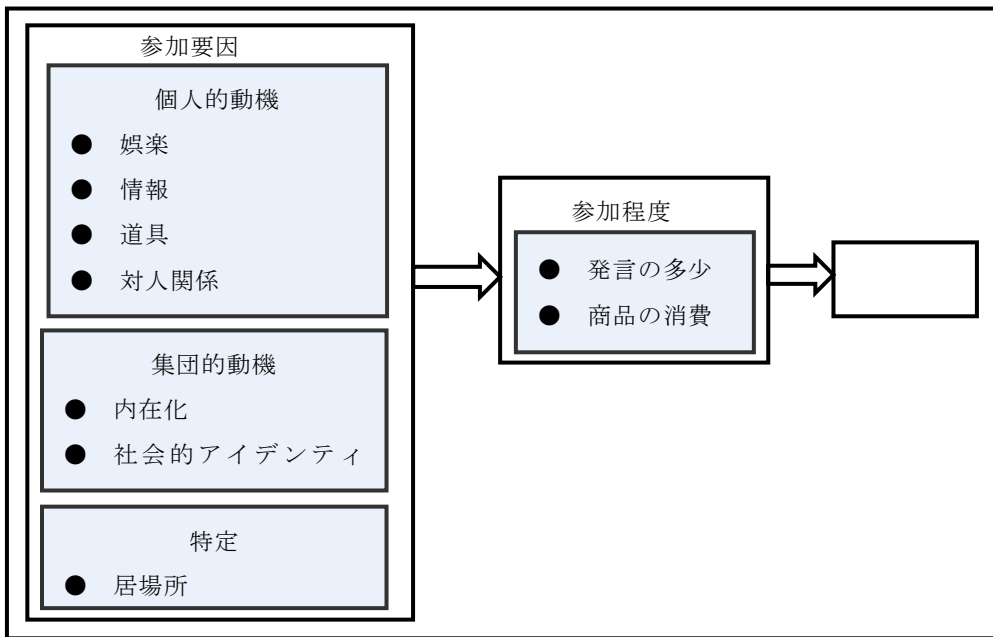 参加要因
個人的動機
● 娯楽
● 情報
● 道具
● 対人関係
集団的動機
● 内在化
● 社会的アイデンティ
特定
● 居場所
参加程度
● 発言の多少
● 商品の消費